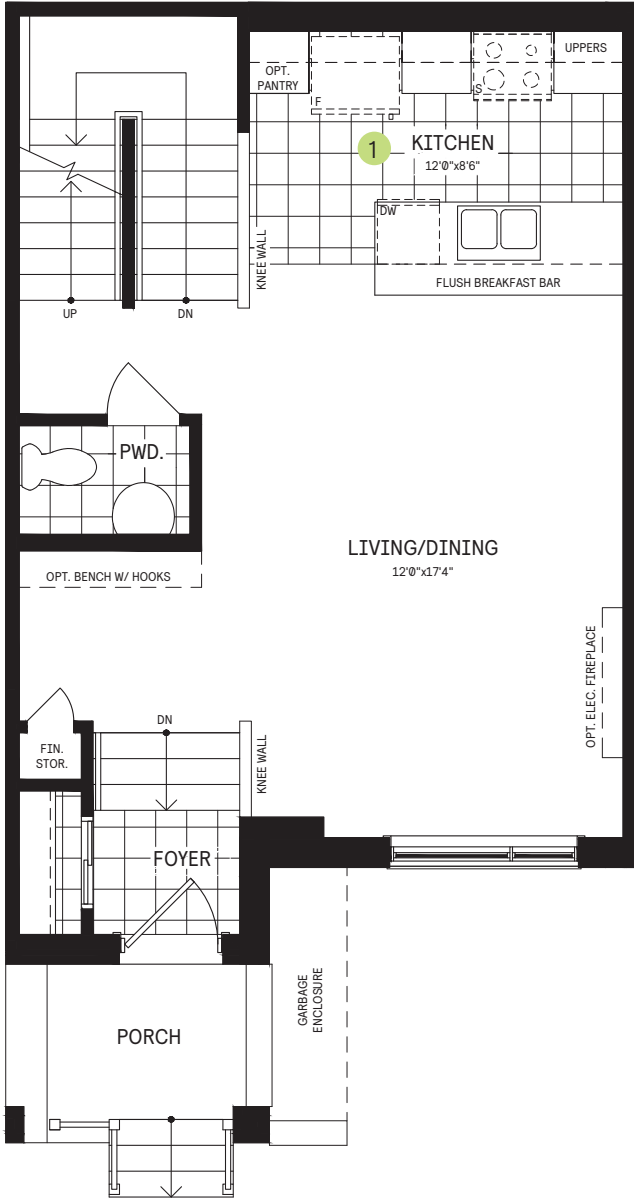 OPT.
PANTRY
F
S
UPPERS
1
KITCHEN
12'0"x8'6"
DW
KNEE WALL
FLUSH BREAKFAST BAR
UP
DN
PWD.
LIVING/DINING
12'0"x17'4"
OPT. BENCH W/ HOOKS
OPT. ELEC. FIREPLACE
DN
FIN.
STOR.
KNEE WALL
FOYER
GARBAGE
ENCLOSURE
PORCH
DN